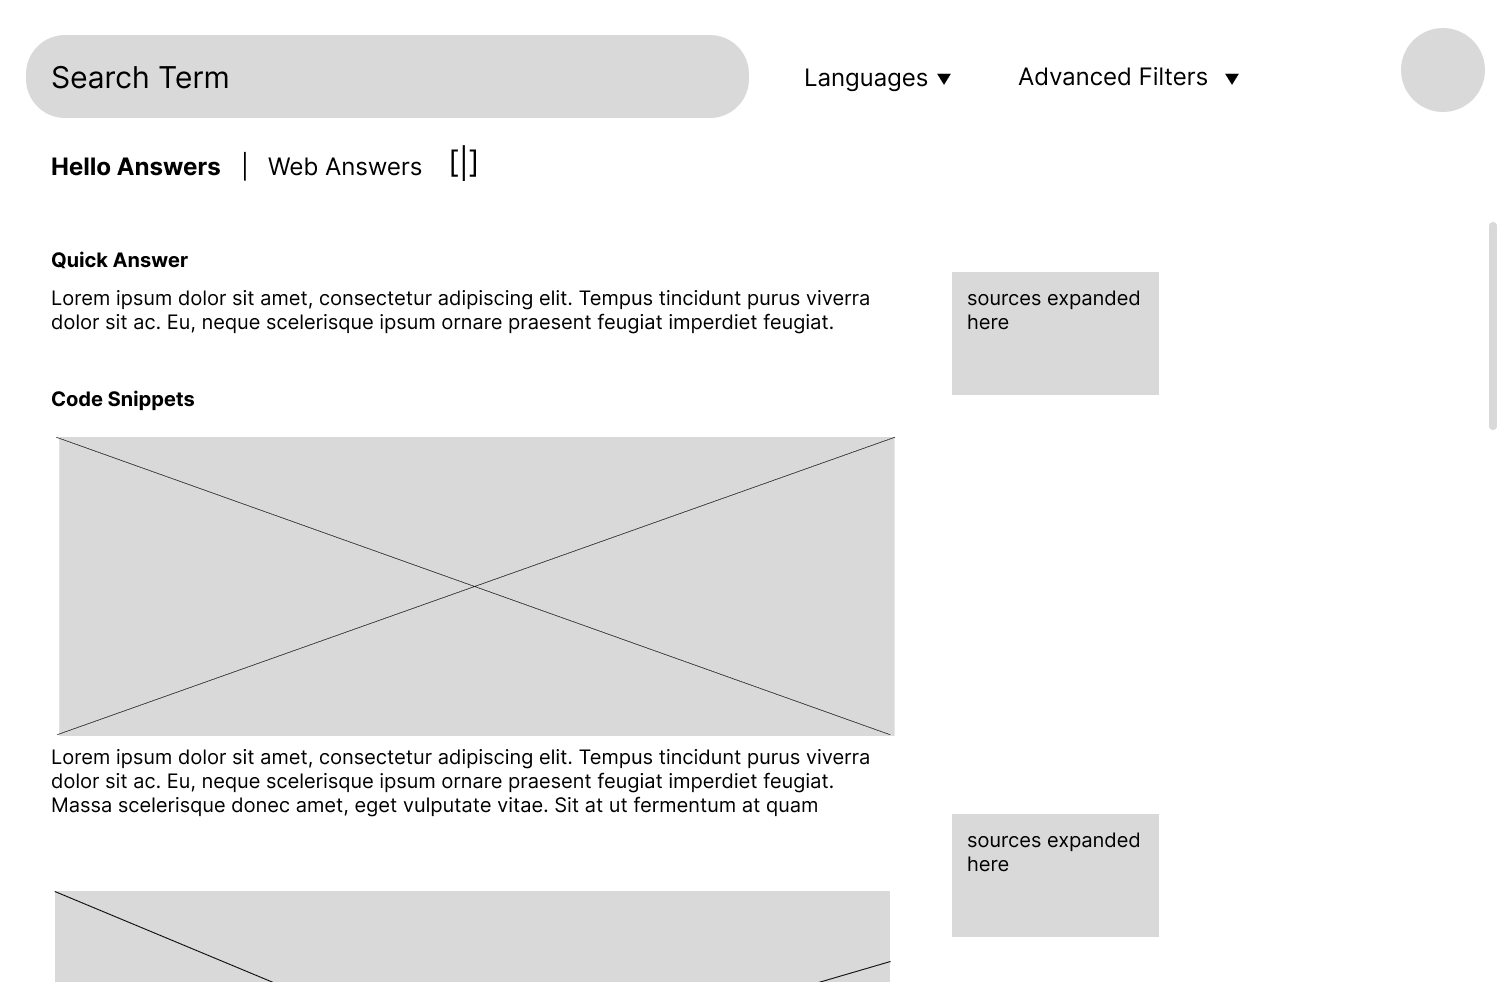 Search Term
Languages ▼
Advanced Filters ▼
Hello Answers | Web Answers [|]
Quick Answer
Lorem ipsum dolor sit amet, consectetur adipiscing elit. Tempus tincidunt purus viverra
dolor sit ac. Eu, neque scelerisque ipsum ornare praesent feugiat imperdiet feugiat.
sources expanded
here
Code Snippets
Lorem ipsum dolor sit amet, consectetur adipiscing elit. Tempus tincidunt purus viverra
dolor sit ac. Eu, neque scelerisque ipsum ornare praesent feugiat imperdiet feugiat.
Massa scelerisque donec amet, eget vulputate vitae. Sit at ut fermentum at quam
sources expanded
here